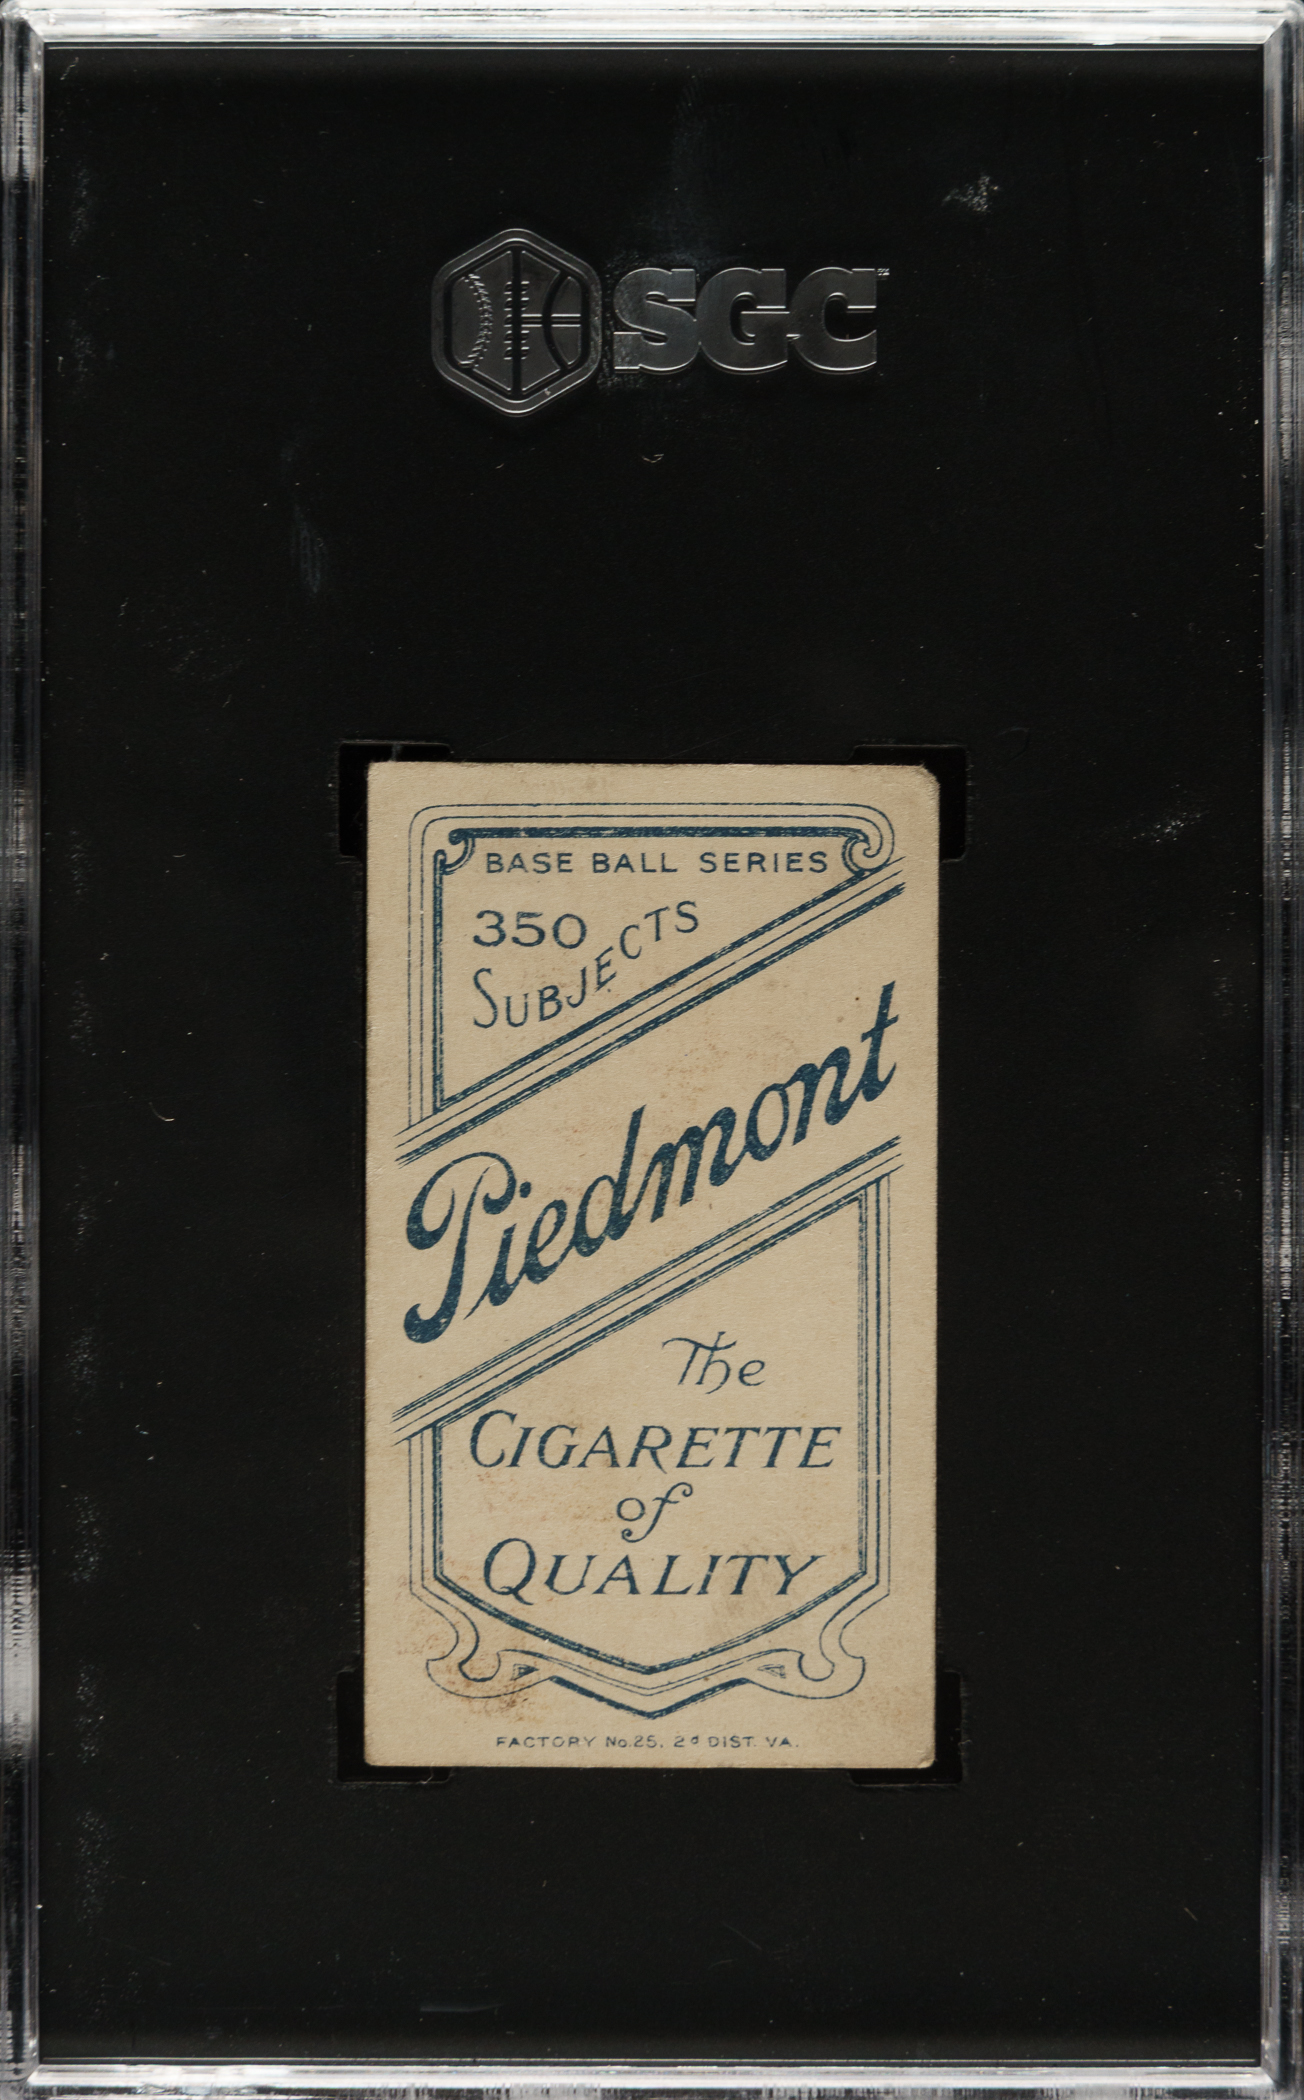 SGC
BASE BALL SERIES
350
SUBJECTS
Piedmont
The
CIGARETTE
of
QUALITY
FACTORY No.25, 2d DIST. VA.